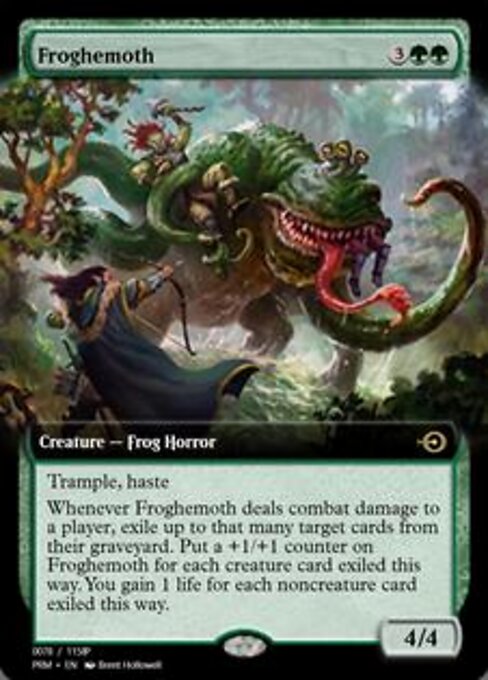 Froghemoth 3
Creature — Frog Horror
Trample, haste
Whenever Froghemoth deals combat damage to
a player, exile up to that many target cards from
their graveyard. Put a +1/+1 counter on
Froghemoth for each creature card exiled this
way. You gain 1 life for each noncreature card
exiled this way.
4/4
PRM • EN Brent Hollowell